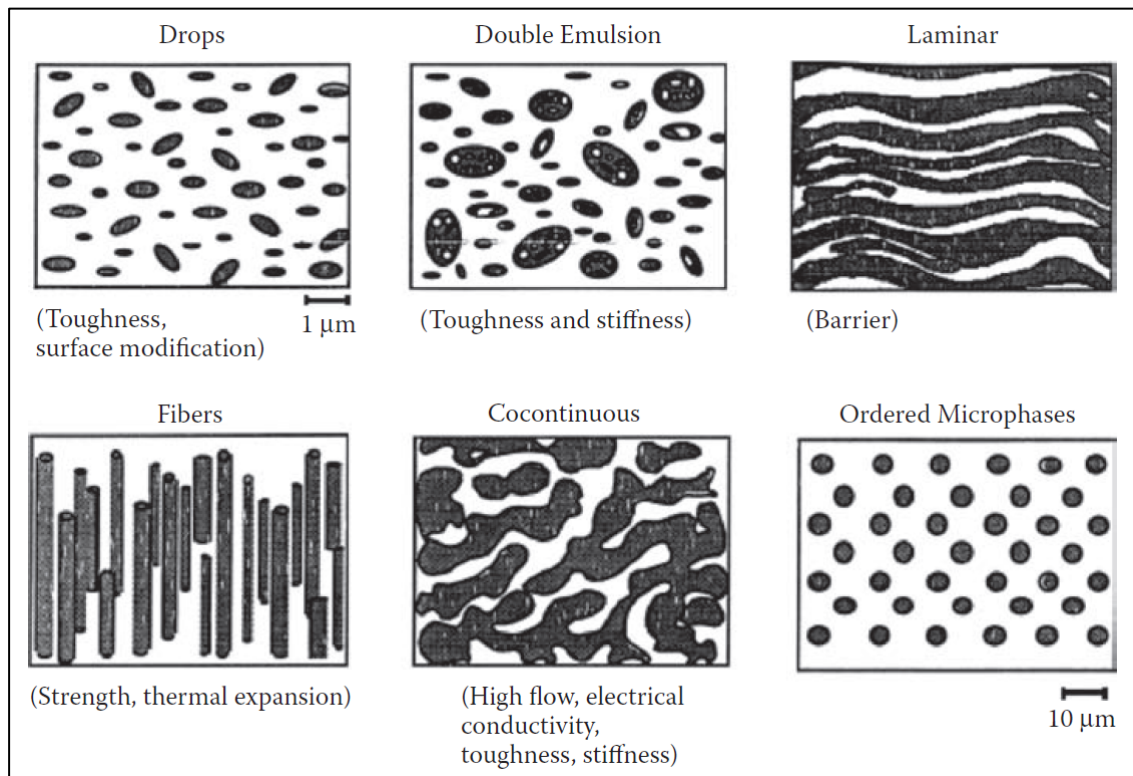 Drops
Double Emulsion
Laminar
(Toughness,
surface modification)
1 μm
(Toughness and stiffness)
(Barrier)
Fibers
Cocontinuous
Ordered Microphases
(Strength, thermal expansion)
(High flow, electrical
conductivity,
toughness, stiffness)
10 μm